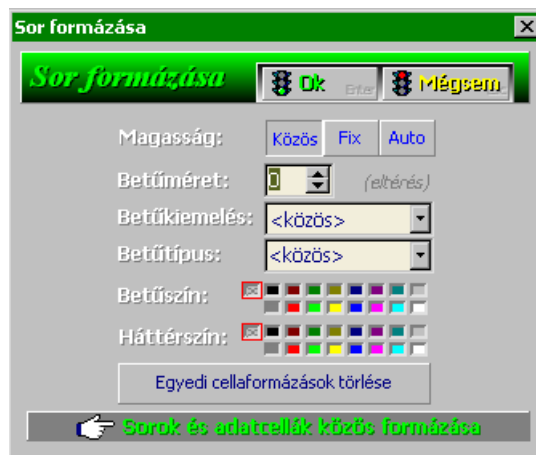 Sor formázása
Sor formázása Ok Enter Mégsem
Magasság: Közös Fix Auto
Betűméret: 0 (eltérés)
Betűkiemelés: <közös>
Betűtípus: <közös>
Betűszín:
Háttérszín:
Egyedi cellaformázások törlése
Sorok és adatcellák közös formázása